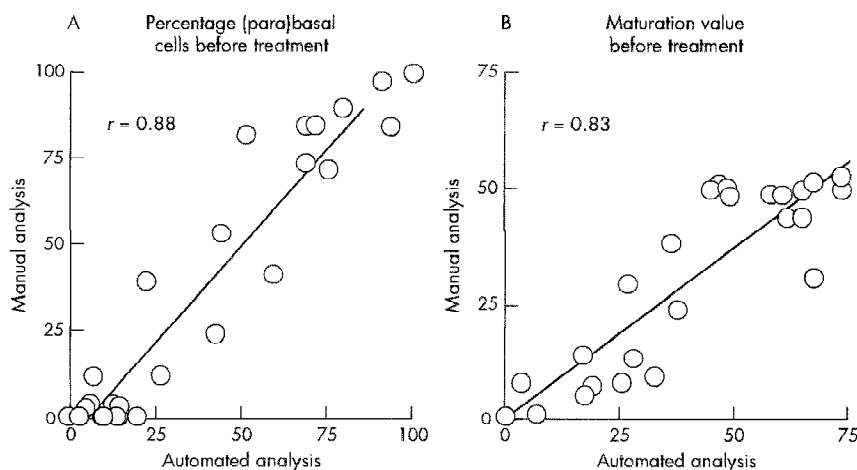 A
Percentage (para)basal
cells before treatment
100
75
50
25
0
r = 0.88
Manual analysis
0 25 50 75 100
Automated analysis
B
Maturation value
before treatment
75
50
25
0
r = 0.83
Manual analysis
0 25 50 75
Automated analysis